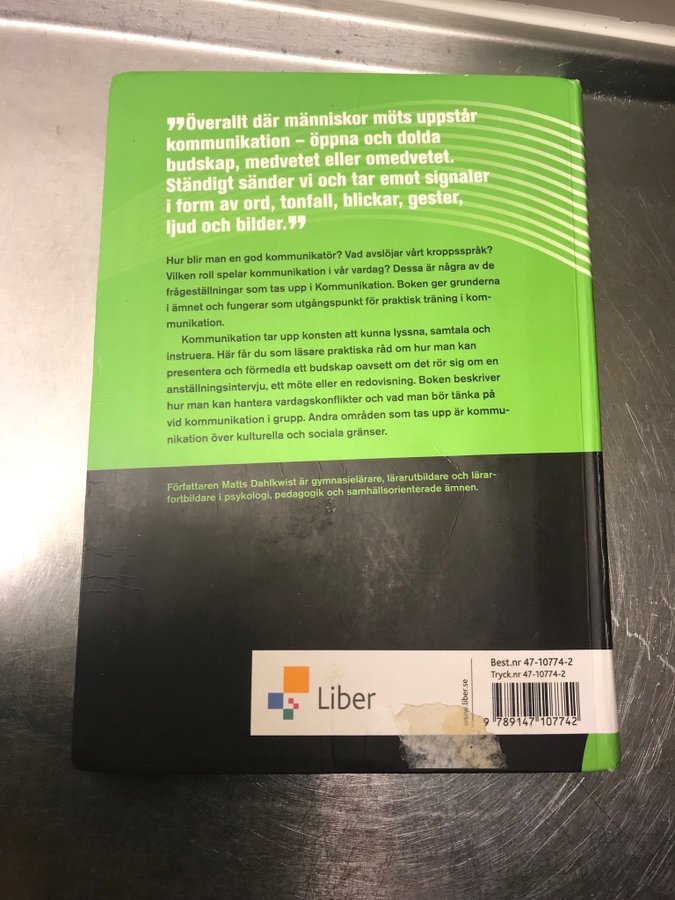 ”Överallt där människor möts uppstår
kommunikation – öppna och dolda
budskap, medvetet eller omedvetet.
Ständigt sänder vi och tar emot signaler
i form av ord, tonfall, blickar, gester,
ljud och bilder.”
Hur blir man en god kommunikatör? Vad avslöjar vårt kroppsspråk?
Vilken roll spelar kommunikation i vår vardag? Dessa är några av de
frågeställningar som tas upp i Kommunikation. Boken ger grunderna
i ämnet och fungerar som utgångspunkt för praktisk träning i kom-
munikation.
Kommunikation tar upp konsten att kunna lyssna, samtala och
instruera. Här får du som läsare praktiska råd om hur man kan
presentera och förmedla ett budskap oavsett om det rör sig om en
anställningsintervju, ett möte eller en redovisning. Boken beskriver
hur man kan hantera vardagskonflikter och vad man bör tänka på
vid kommunikation i grupp. Andra områden som tas upp är kommu-
nikation över kulturella och sociala gränser.
Författaren Matts Dahlkwist är gymnasielärare, lärarutbildare och lärar-
fortbildare i psykologi, pedagogik och samhällsorienterade ämnen.
Liber
www.liber.se
Best.nr 47-10774-2
Tryck.nr 47-10774-2
9 789147 107742